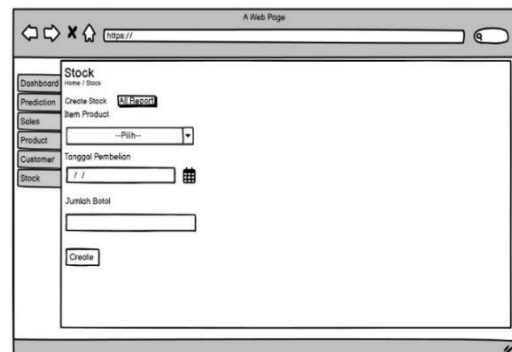 A Web Page
https://
Dashboard
Prediction
Sales
Product
Customer
Stock
Stock
Home / Stock
Create Stock All Report
Item Product
--Pilih--
Tanggal Pembelian
/ /
Jumlah Botol
Create